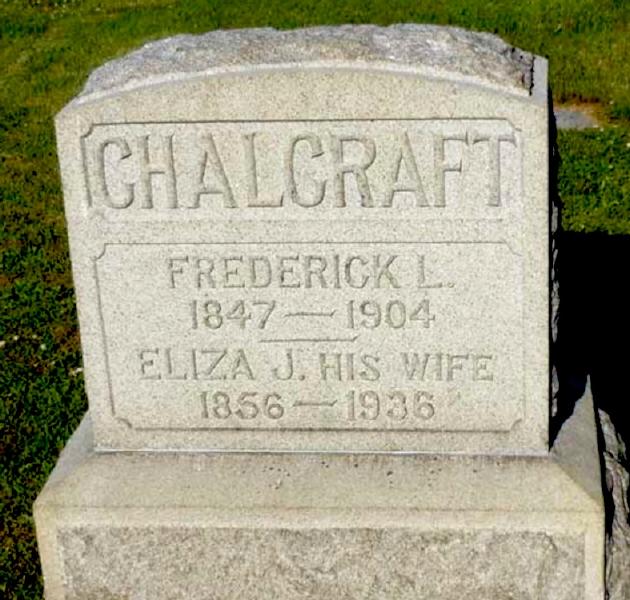 CHALCRAFT
FREDERICK L.
1847 — 1904
ELIZA J. HIS WIFE
1856 — 1936